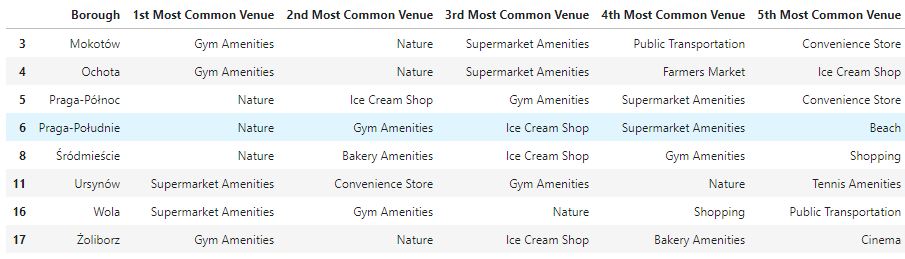 Borough 1st Most Common Venue 2nd Most Common Venue 3rd Most Common Venue 4th Most Common Venue 5th Most Common Venue
3 Mokotów Gym Amenities Nature Supermarket Amenities Public Transportation Convenience Store
4 Ochota Gym Amenities Nature Supermarket Amenities Farmers Market Ice Cream Shop
5 Praga-Północ Nature Ice Cream Shop Gym Amenities Supermarket Amenities Convenience Store
6 Praga-Południe Nature Gym Amenities Ice Cream Shop Supermarket Amenities Beach
8 Śródmieście Nature Bakery Amenities Ice Cream Shop Gym Amenities Shopping
11 Ursynów Supermarket Amenities Convenience Store Gym Amenities Nature Tennis Amenities
16 Wola Supermarket Amenities Gym Amenities Nature Shopping Public Transportation
17 Żoliborz Gym Amenities Nature Ice Cream Shop Bakery Amenities Cinema